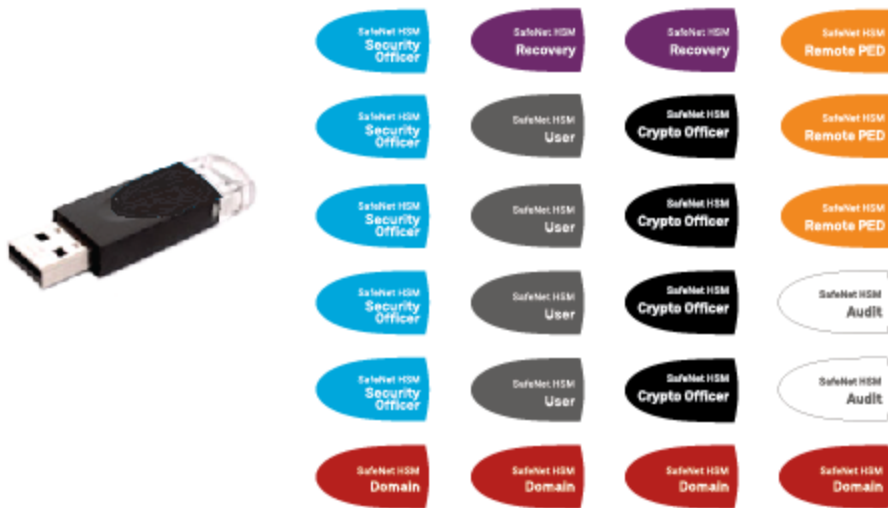 SafeNet HSM
Security
Officer
SafeNet HSM
Recovery
SafeNet HSM
Recovery
SafeNet HSM
Remote PED
SafeNet HSM
Security
Officer
SafeNet HSM
User
SafeNet HSM
Crypto Officer
SafeNet HSM
Remote PED
SafeNet HSM
Security
Officer
SafeNet HSM
User
SafeNet HSM
Crypto Officer
SafeNet HSM
Remote PED
SafeNet HSM
Security
Officer
SafeNet HSM
User
SafeNet HSM
Crypto Officer
SafeNet HSM
Audit
SafeNet HSM
Security
Officer
SafeNet HSM
User
SafeNet HSM
Crypto Officer
SafeNet HSM
Audit
SafeNet HSM
Domain
SafeNet HSM
Domain
SafeNet HSM
Domain
SafeNet HSM
Domain